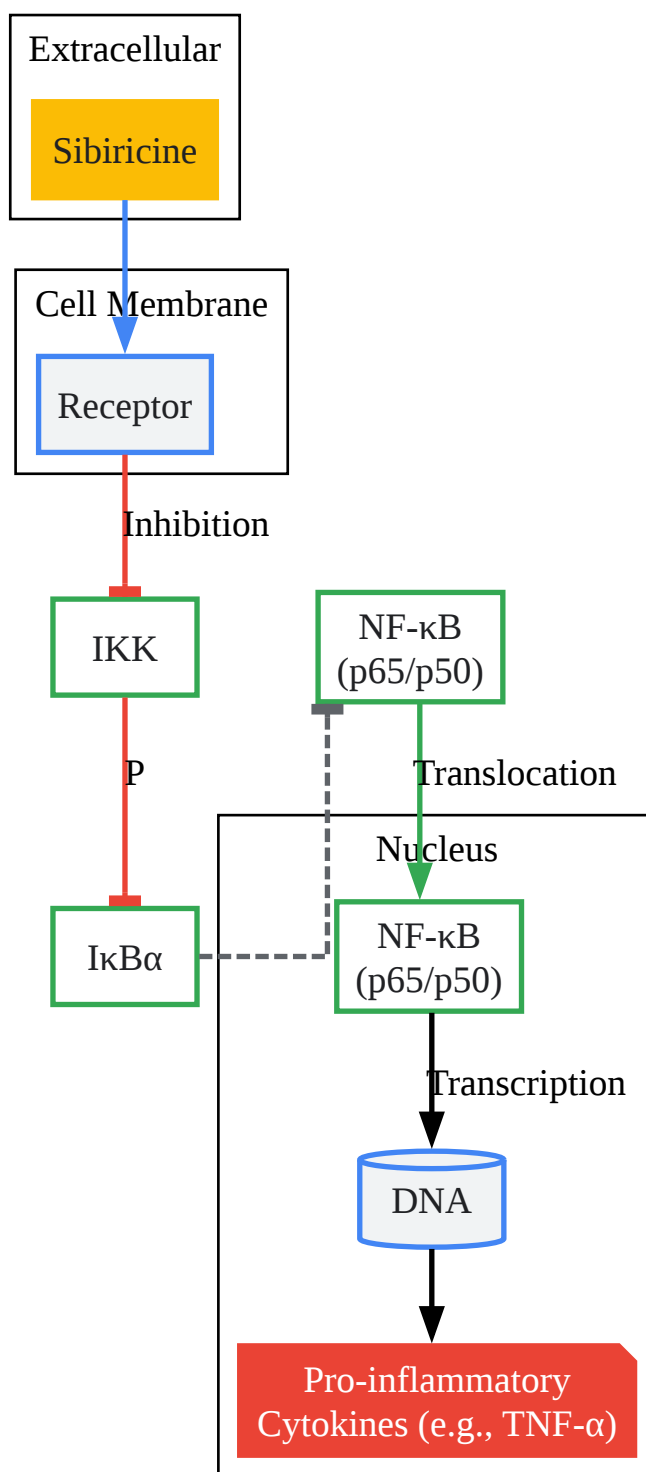 Extracellular
Sibiricine
Cell Membrane
Receptor
Inhibition
IKK
NF-κB
(p65/p50)
P
Translocation
Nucleus
IκBα
NF-κB
(p65/p50)
Transcription
DNA
Pro-inflammatory
Cytokines (e.g., TNF-α)